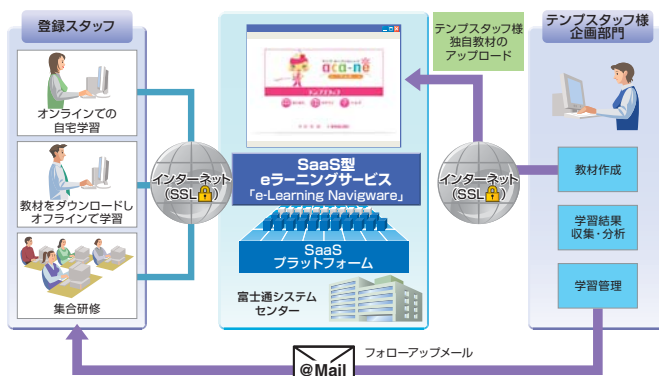 登録スタッフ
オンラインでの
自宅学習
教材をダウンロードし
オフラインで学習
集合研修
インターネット
(SSL )
aca-ne
SaaS型
eラーニングサービス
「e-Learning Navigware」
SaaS
プラットフォーム
富士通システム
センター
テンプスタッフ様
独自教材の
アップロード
インターネット
(SSL )
テンプスタッフ様
企画部門
教材作成
学習結果
収集・分析
学習管理
フォローアップメール
@Mail